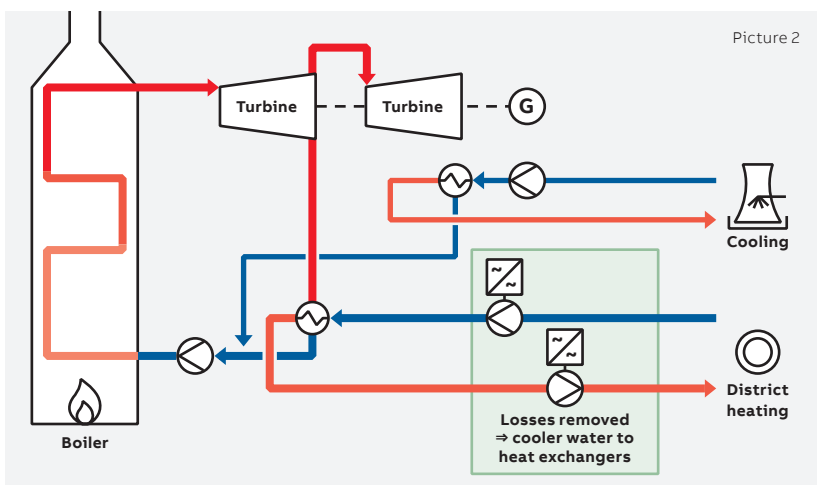 Picture 2
Turbine
Turbine
G
~
~
~
~
Cooling
District
heating
Losses removed
⇒ cooler water to
heat exchangers
Boiler